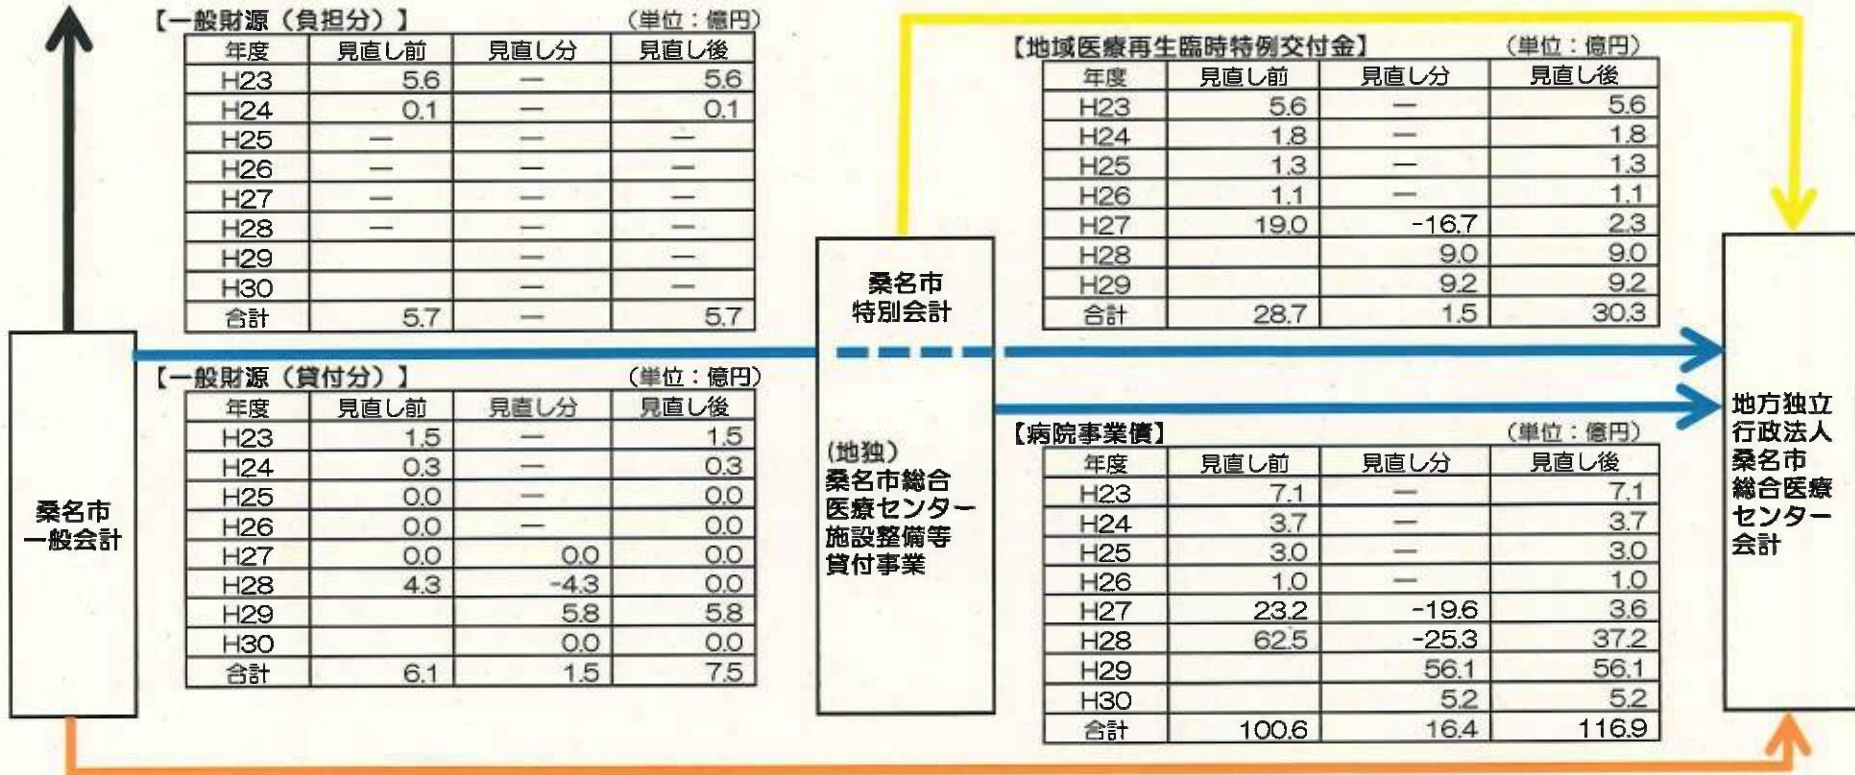 【一般財源（負担分）】 （単位：億円）
年度 見直し前 見直し分 見直し後
H23 5.6 － 5.6
H24 0.1 － 0.1
H25 － － －
H26 － － －
H27 － － －
H28 － － －
H29 － －
H30 － －
合計 5.7 － 5.7
【地域医療再生臨時特例交付金】 （単位：億円）
年度 見直し前 見直し分 見直し後
H23 5.6 － 5.6
H24 1.8 － 1.8
H25 1.3 － 1.3
H26 1.1 － 1.1
H27 19.0 -16.7 2.3
H28 9.0 9.0
H29 9.2 9.2
合計 28.7 1.5 30.3
桑名市
一般会計
【一般財源（貸付分）】 （単位：億円）
年度 見直し前 見直し分 見直し後
H23 1.5 － 1.5
H24 0.3 － 0.3
H25 0.0 － 0.0
H26 0.0 － 0.0
H27 0.0 0.0 0.0
H28 4.3 -4.3 0.0
H29 5.8 5.8
H30 0.0 0.0
合計 6.1 1.5 7.5
桑名市
特別会計
（地独）
桑名市総合
医療センター
施設整備等
貸付事業
【病院事業債】 （単位：億円）
年度 見直し前 見直し分 見直し後
H23 7.1 － 7.1
H24 3.7 － 3.7
H25 3.0 － 3.0
H26 1.0 － 1.0
H27 23.2 -19.6 3.6
H28 62.5 -25.3 37.2
H29 56.1 56.1
H30 5.2 5.2
合計 100.6 16.4 116.9
地方独立
行政法人
桑名市
総合医療
センター
会計